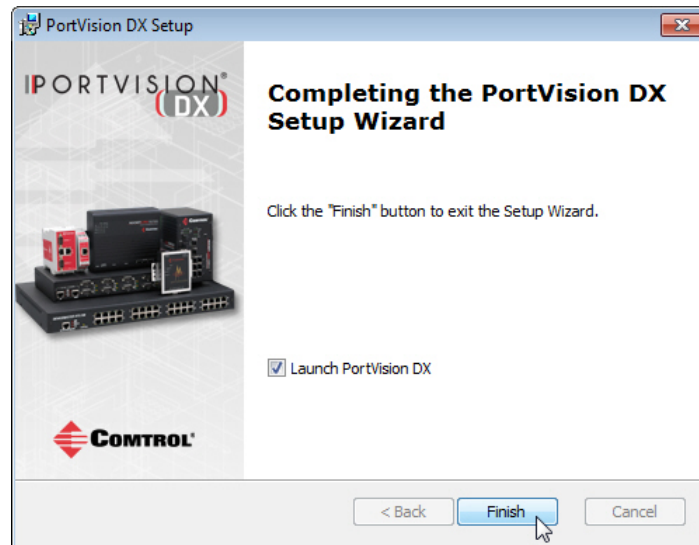 PortVision DX Setup
PORTVISION®
(DX)
Completing the PortVision DX
Setup Wizard
Click the "Finish" button to exit the Setup Wizard.
Launch PortVision DX
COMTROL®
< Back
Finish
Cancel